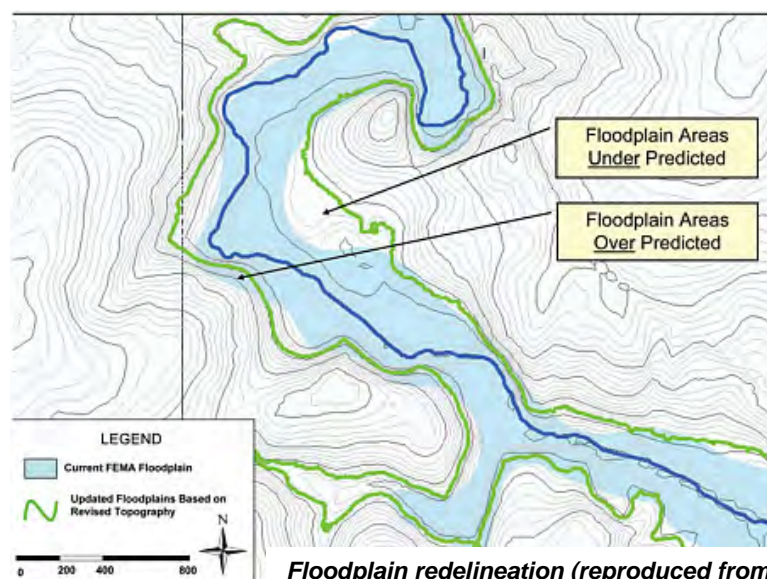 Floodplain Areas
Under Predicted
Floodplain Areas
Over Predicted
LEGEND
Current FEMA Floodplain
Updated Floodplains Based on
Revised Topography
N
0 200 400 800
Floodplain redelineation (reproduced from